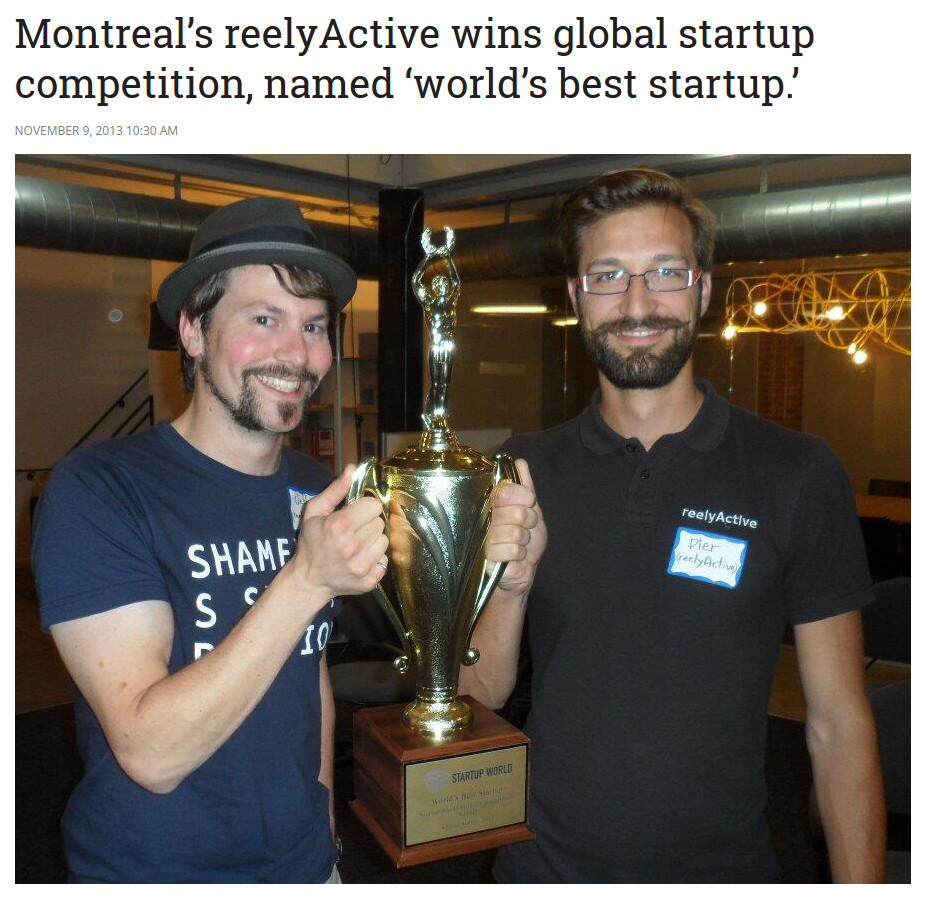 Montreal’s reelyActive wins global startup
competition, named ‘world’s best startup.’
NOVEMBER 9, 2013 10:30 AM
SHAME
S S
IO
reelyActive
Pier
(reelyActive)
STARTUP WORLD
World's Best Startup